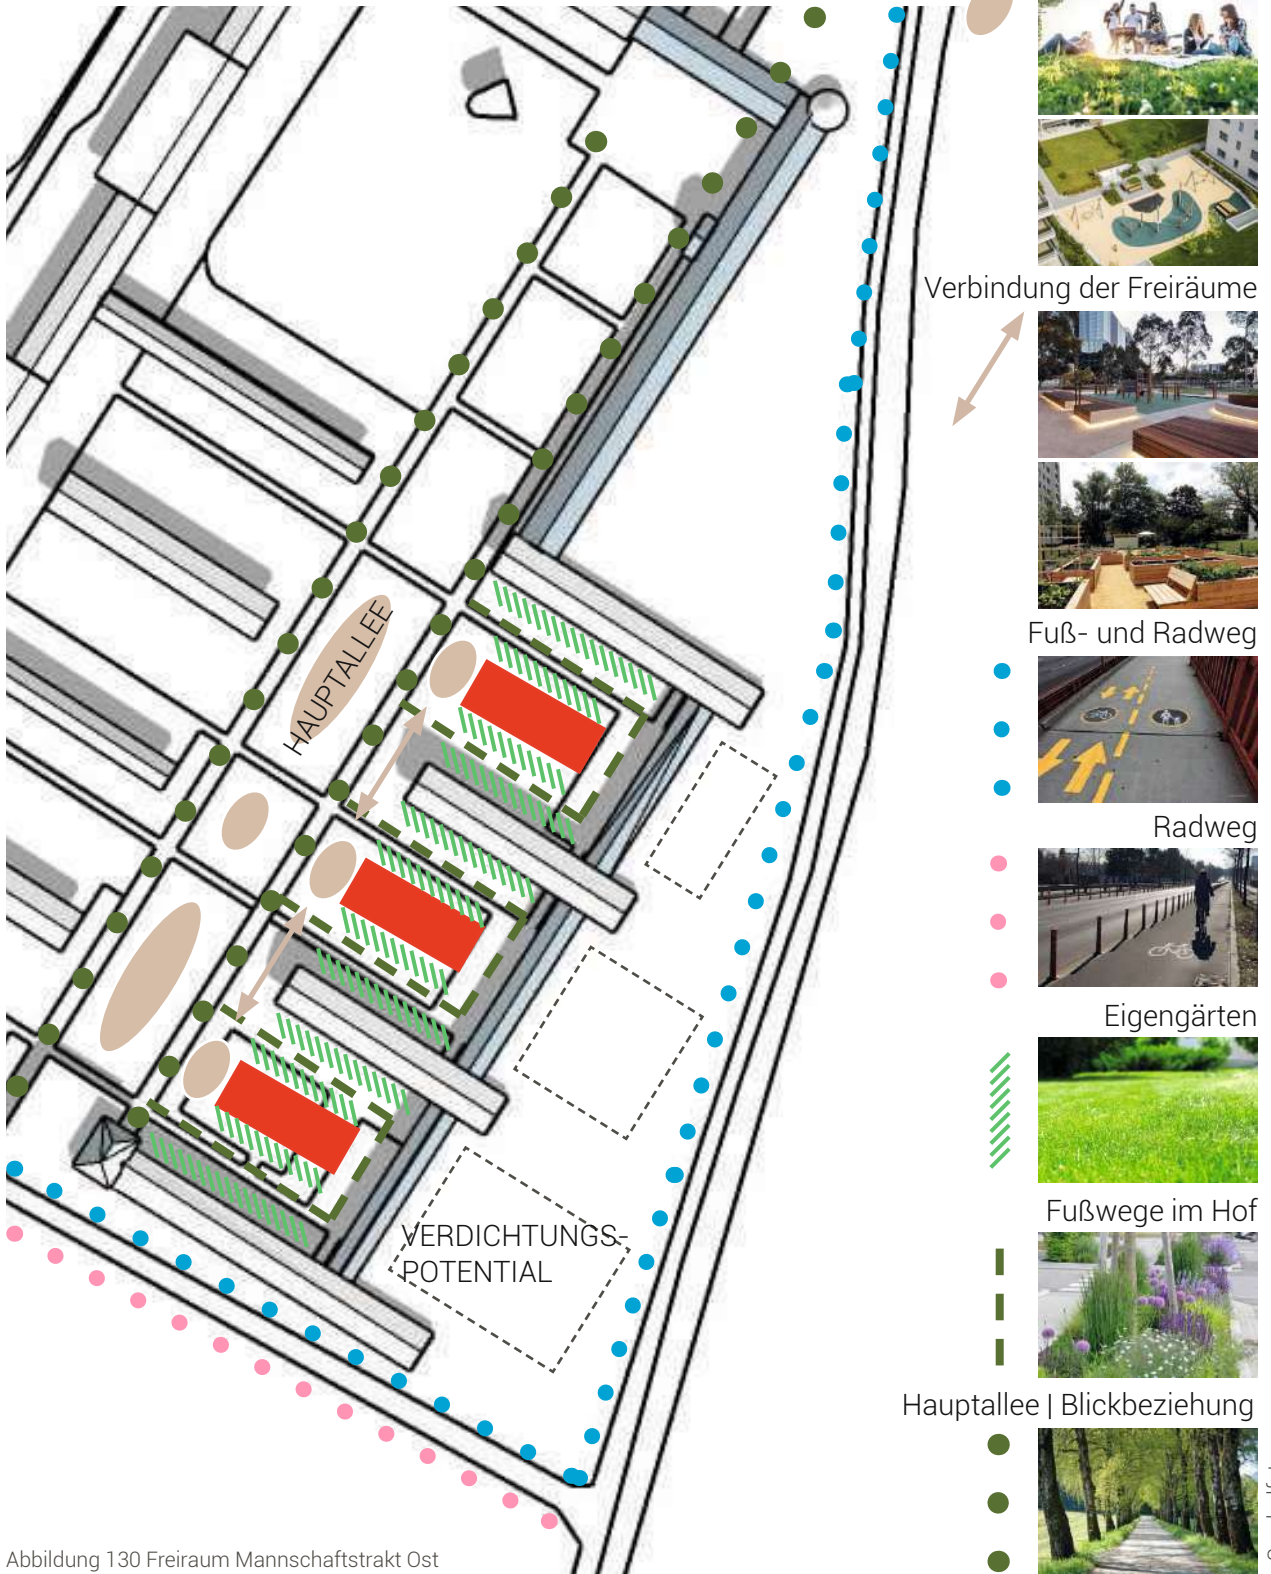 Verbindung der Freiräume
Fuß- und Radweg
Radweg
Eigengärten
Fußwege im Hof
Hauptallee | Blickbeziehung
HAUPTALLEE
VERDICHTUNGS-
POTENTIAL
Abbildung 130 Freiraum Mannschaftstrakt Ost